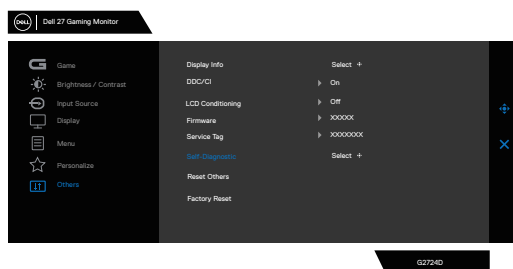 DELL Dell 27 Gaming Monitor
Game
Brightness / Contrast
Input Source
Display
Menu
Personalize
Others
Display Info Select +
DDC/CI On
LCD Conditioning Off
Firmware XXXXX
Service Tag XXXXXXX
Self-Diagnostic Select +
Reset Others
Factory Reset
G2724D